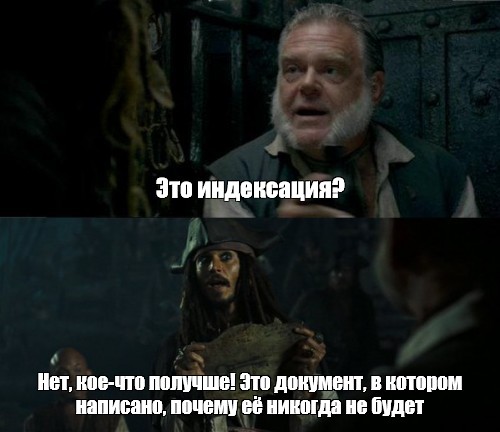 Это индексация?
Нет, кое-что получше! Это документ, в котором
написано, почему её никогда не будет